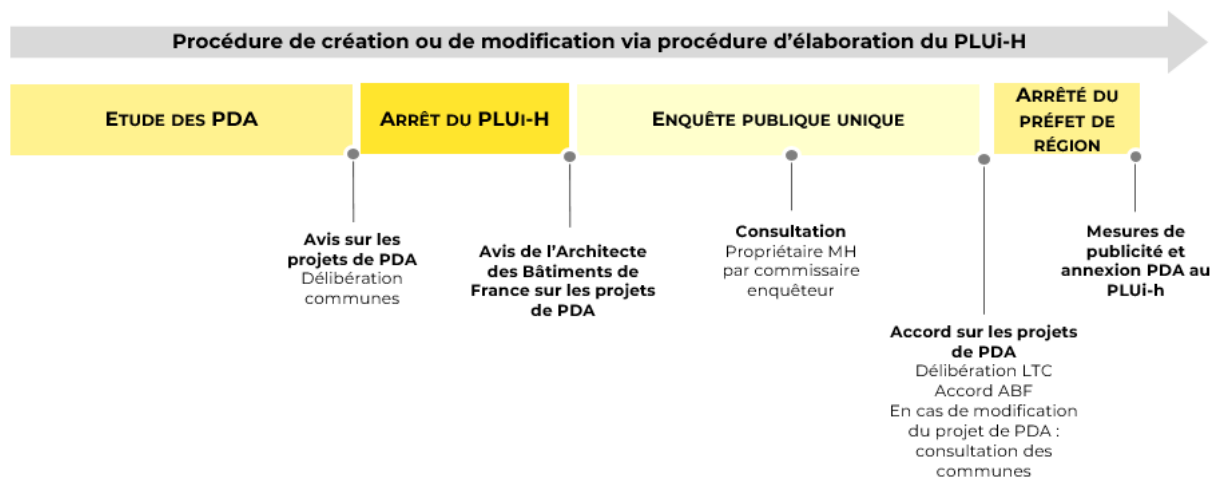 Procédure de création ou de modification via procédure d'élaboration du PLUi-H
ETUDE DES PDA
ARRÊT DU PLUI-H
ENQUÊTE PUBLIQUE UNIQUE
ARRÊTÉ DU
PRÉFET DE
RÉGION
Avis sur les
projets de PDA
Délibération
communes
Avis de l'Architecte
des Bâtiments de
France sur les projets
de PDA
Consultation
Propriétaire MH
par commissaire
enquêteur
Accord sur les projets
de PDA
Délibération LTC
Accord ABF
En cas de modification
du projet de PDA :
consultation des
communes
Mesures de
publicité et
annexion PDA au
PLUi-h